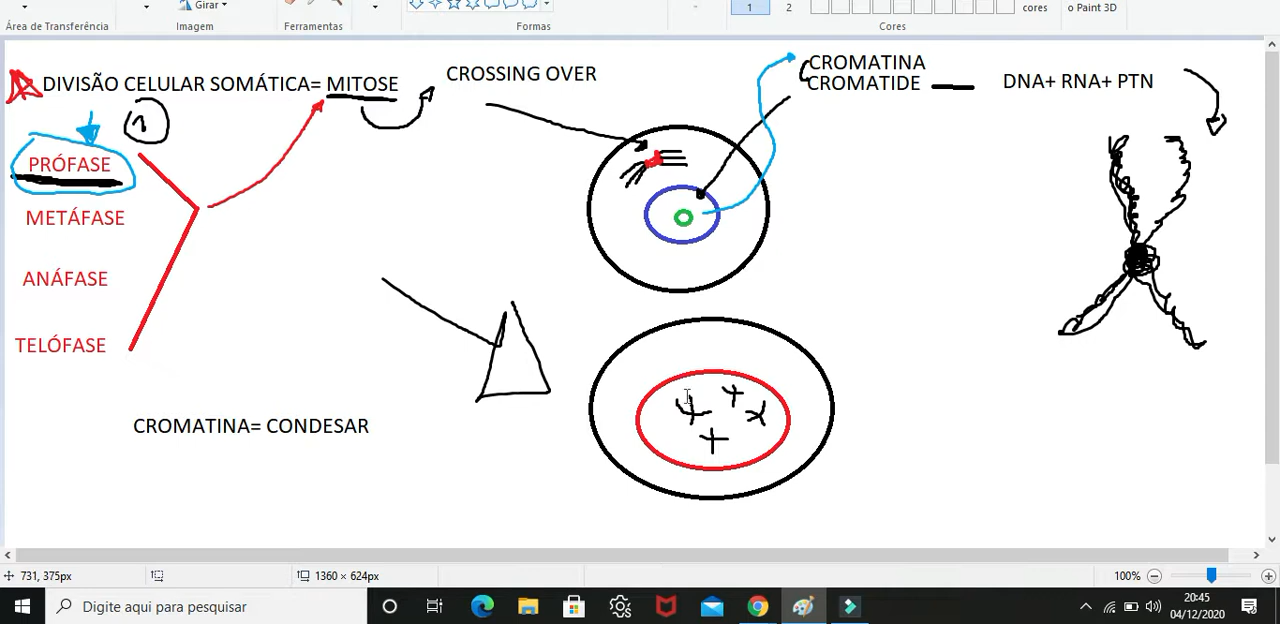 Girar
cores
o Paint 3D
1
2
Área de Transferência
Imagem
Ferramentas
Formas
Cores
DIVISÃO CELULAR SOMÁTICA= MITOSE
CROSSING OVER
CROMATINA
CROMATIDE
DNA+ RNA+ PTN
1
PRÓFASE
METÁFASE
ANÁFASE
TELÓFASE
CROMATINA= CONDESAR
731, 375px
1360 × 624px
100%
Digite aqui para pesquisar
20:45
04/12/2020